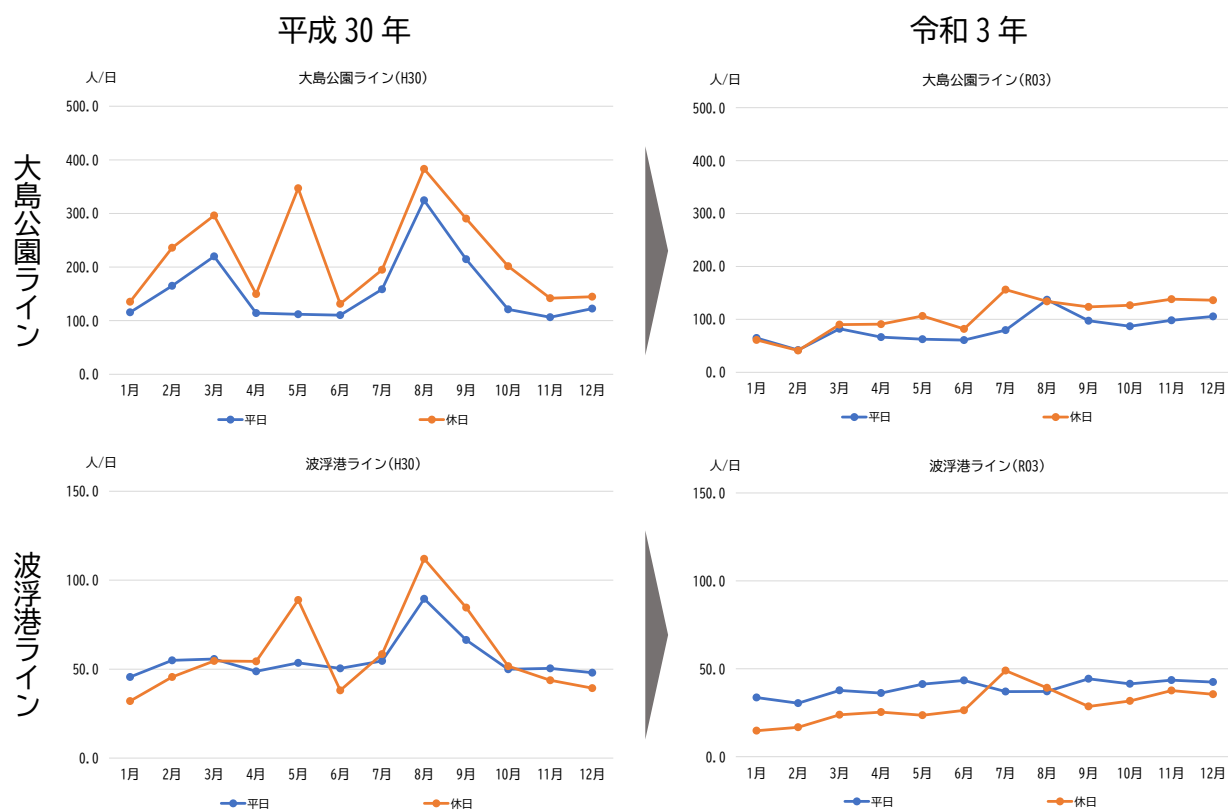 平成 30 年
令和 3 年
大島公園ライン
人/日
大島公園ライン(H30)
500.0
400.0
300.0
200.0
100.0
0.0
1月 2月 3月 4月 5月 6月 7月 8月 9月 10月 11月 12月
平日 休日
人/日
大島公園ライン(R03)
500.0
400.0
300.0
200.0
100.0
0.0
1月 2月 3月 4月 5月 6月 7月 8月 9月 10月 11月 12月
平日 休日
波浮港ライン
人/日
波浮港ライン(H30)
150.0
100.0
50.0
0.0
1月 2月 3月 4月 5月 6月 7月 8月 9月 10月 11月 12月
平日 休日
人/日
波浮港ライン(R03)
150.0
100.0
50.0
0.0
1月 2月 3月 4月 5月 6月 7月 8月 9月 10月 11月 12月
平日 休日